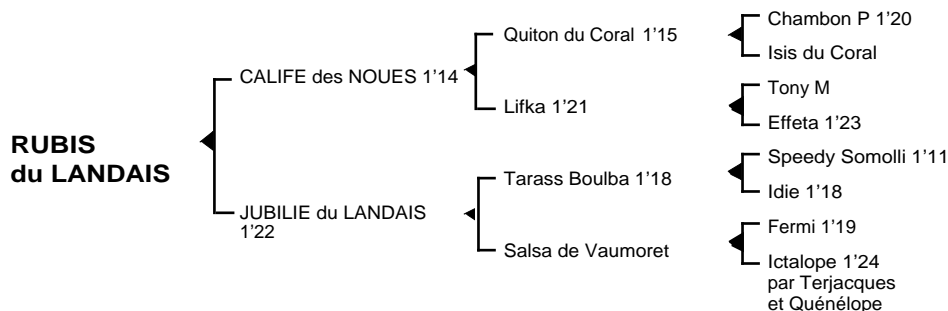 Chambon P 1’20
Quiton du Coral 1’15
Isis du Coral
CALIFE des NOUES 1’14
Tony M
Lifka 1’21
Effeta 1’23
RUBIS
du LANDAIS
Speedy Somolli 1’11
Tarass Boulba 1’18
Idie 1’18
JUBILIE du LANDAIS
1’22
Fermi 1’19
Salsa de Vaumoret
Ictalope 1’24
par Terjacques
et Quénélope